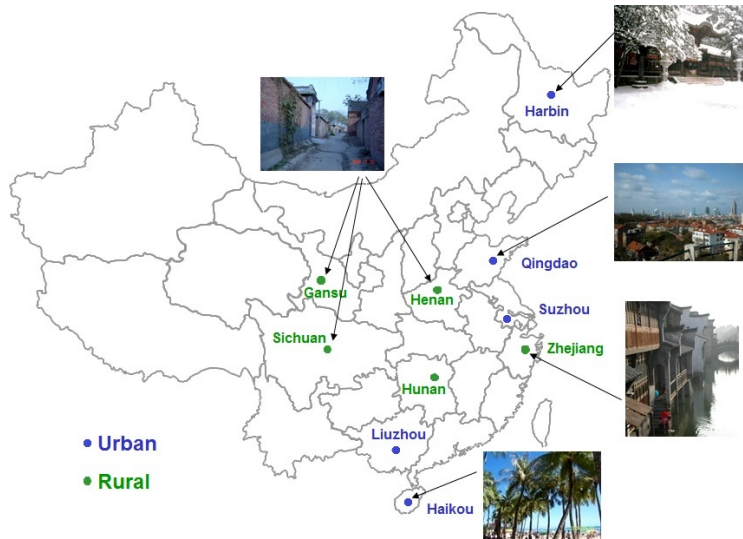 Harbin
Qingdao
Gansu
Henan
Suzhou
Sichuan
Zhejiang
Hunan
Liuzhou
Urban
Rural
Haikou